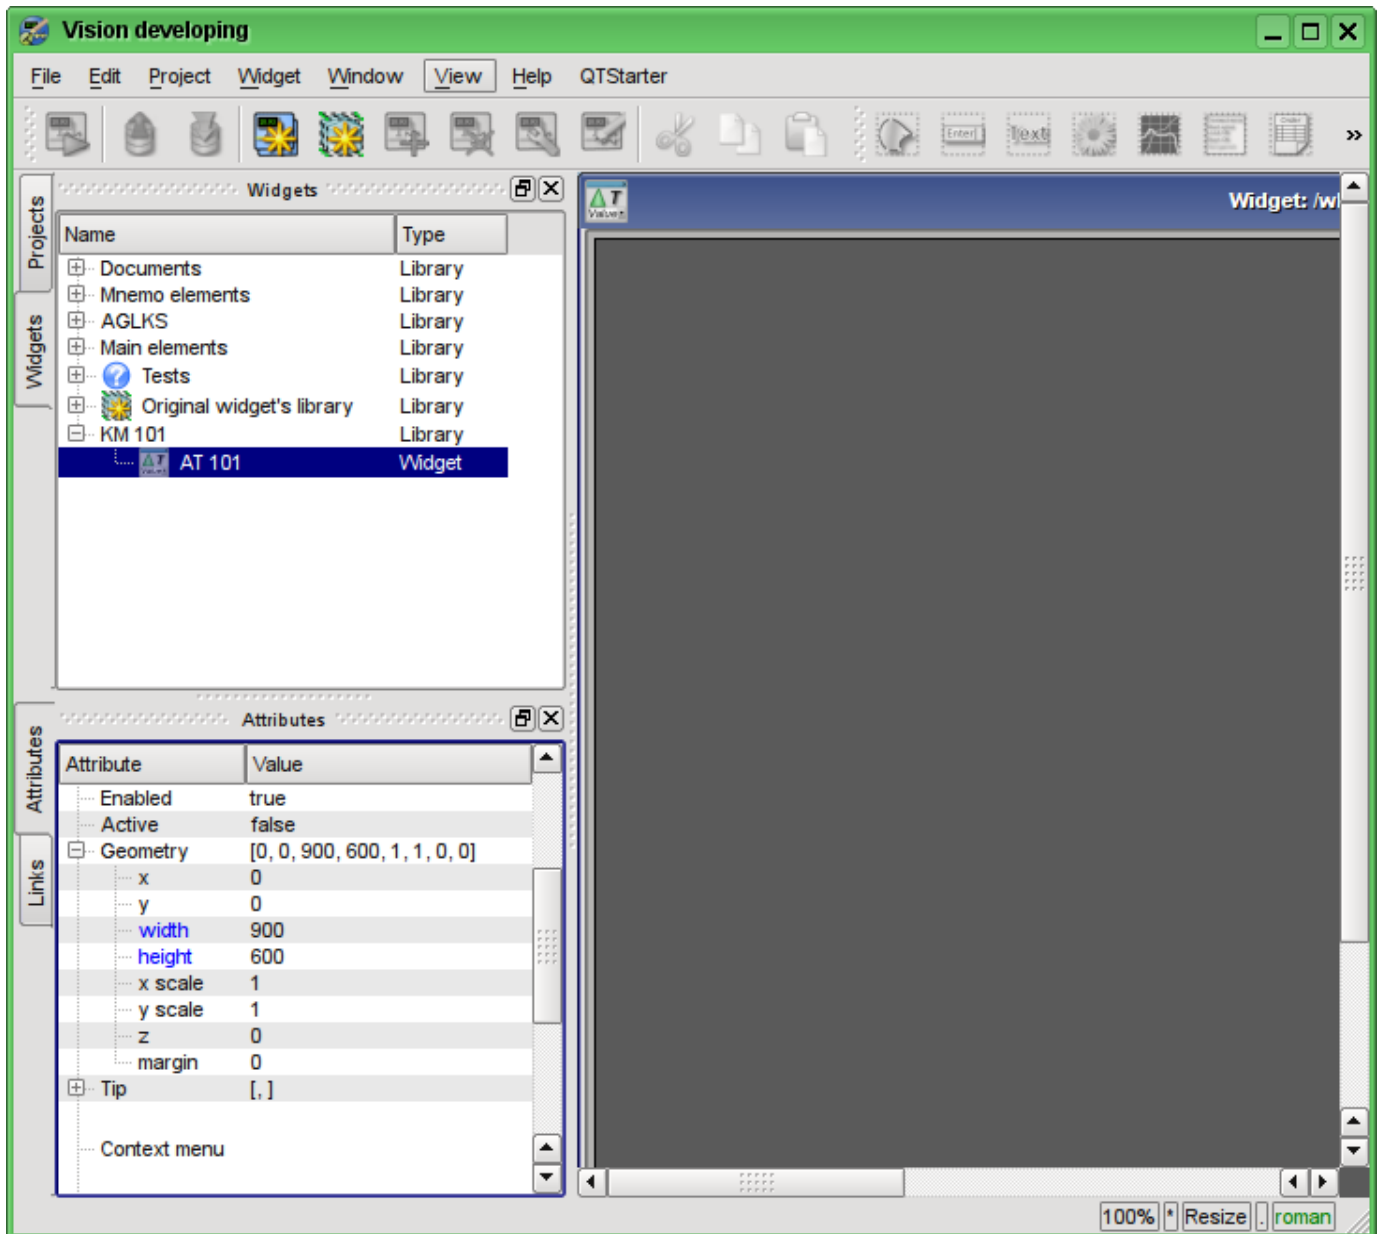 Vision developing
File Edit Project Widget Window View Help QTStarter
Enter Text
Projects
Widgets
Widgets
Name Type
Documents Library
Mnemo elements Library
AGLKS Library
Main elements Library
Tests Library
Original widget's library Library
KM 101 Library
AT 101 Widget
Widget: /w
Attributes
Links
Attributes
Attribute Value
Enabled true
Active false
Geometry [0, 0, 900, 600, 1, 1, 0, 0]
x 0
y 0
width 900
height 600
x scale 1
y scale 1
z 0
margin 0
Tip [, ]
Context menu
100% * Resize . roman